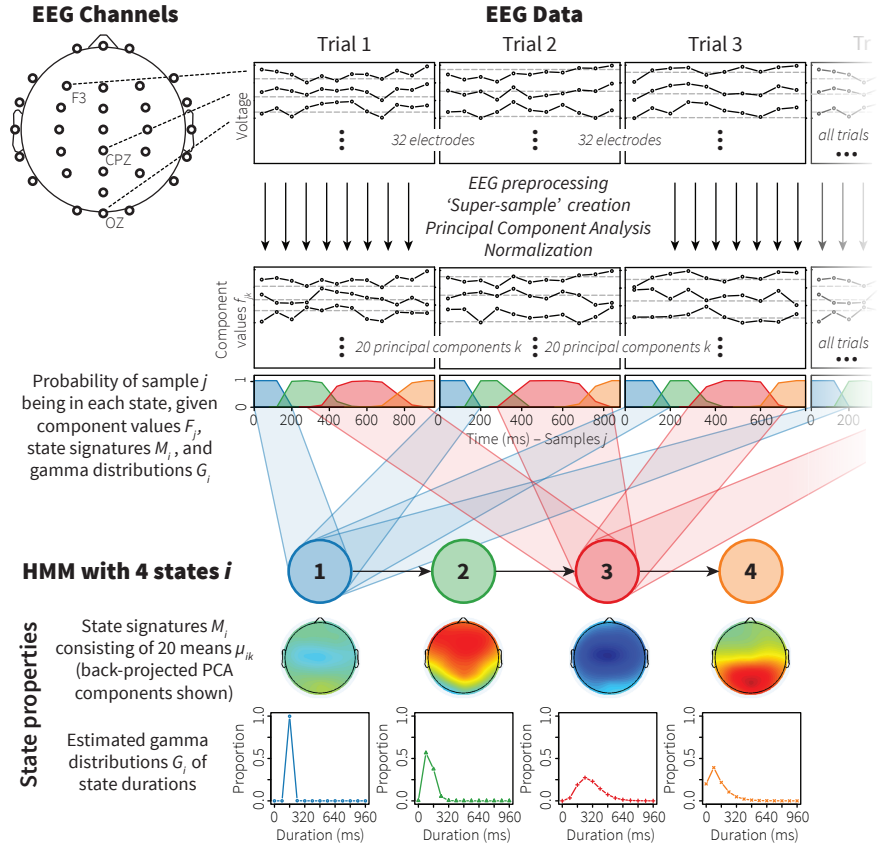 EEG Channels
EEG Data
Trial 1
Trial 2
Trial 3
Tr
F3
CPZ
OZ
Voltage
32 electrodes
32 electrodes
all trials
EEG preprocessing
‘Super-sample’ creation
Principal Component Analysis
Normalization
Component
values fjk
20 principal components k
20 principal components k
all trials
Probability of sample j
being in each state, given
component values Fj,
state signatures Mi , and
gamma distributions Gi
1
0
0 200 400 600 800
0 200 400 600 800
0 200 400 600
0 200
Time (ms) – Samples j
HMM with 4 states i
1
2
3
4
State properties
State signatures Mi
consisting of 20 means μik
(back-projected PCA
components shown)
Estimated gamma
distributions Gi of
state durations
Proportion
0.0 0.5 1.0
0 320 640 960
Duration (ms)
Proportion
0.0 0.5 1.0
0 320 640 960
Duration (ms)
Proportion
0.0 0.5 1.0
0 320 640 960
Duration (ms)
Proportion
0.0 0.5 1.0
0 320 640 960
Duration (ms)